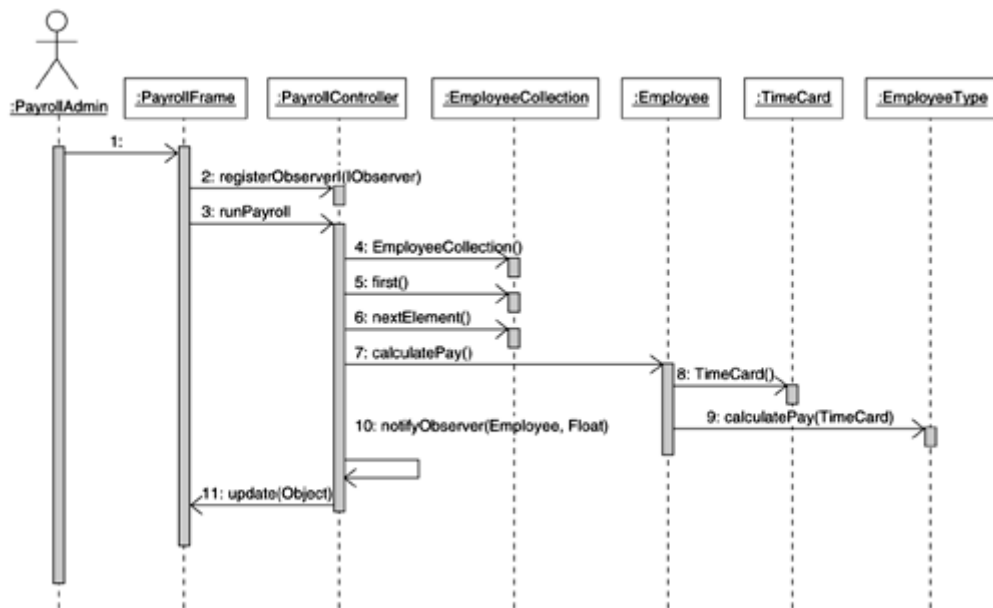 :PayrollAdmin
:PayrollFrame
:PayrollController
:EmployeeCollection
:Employee
:TimeCard
:EmployeeType
1:
2: registerObserverI(IObserver)
3: runPayroll
4: EmployeeCollection()
5: first()
6: nextElement()
7: calculatePay()
8: TimeCard()
9: calculatePay(TimeCard)
10: notifyObserver(Employee, Float)
11: update(Object)